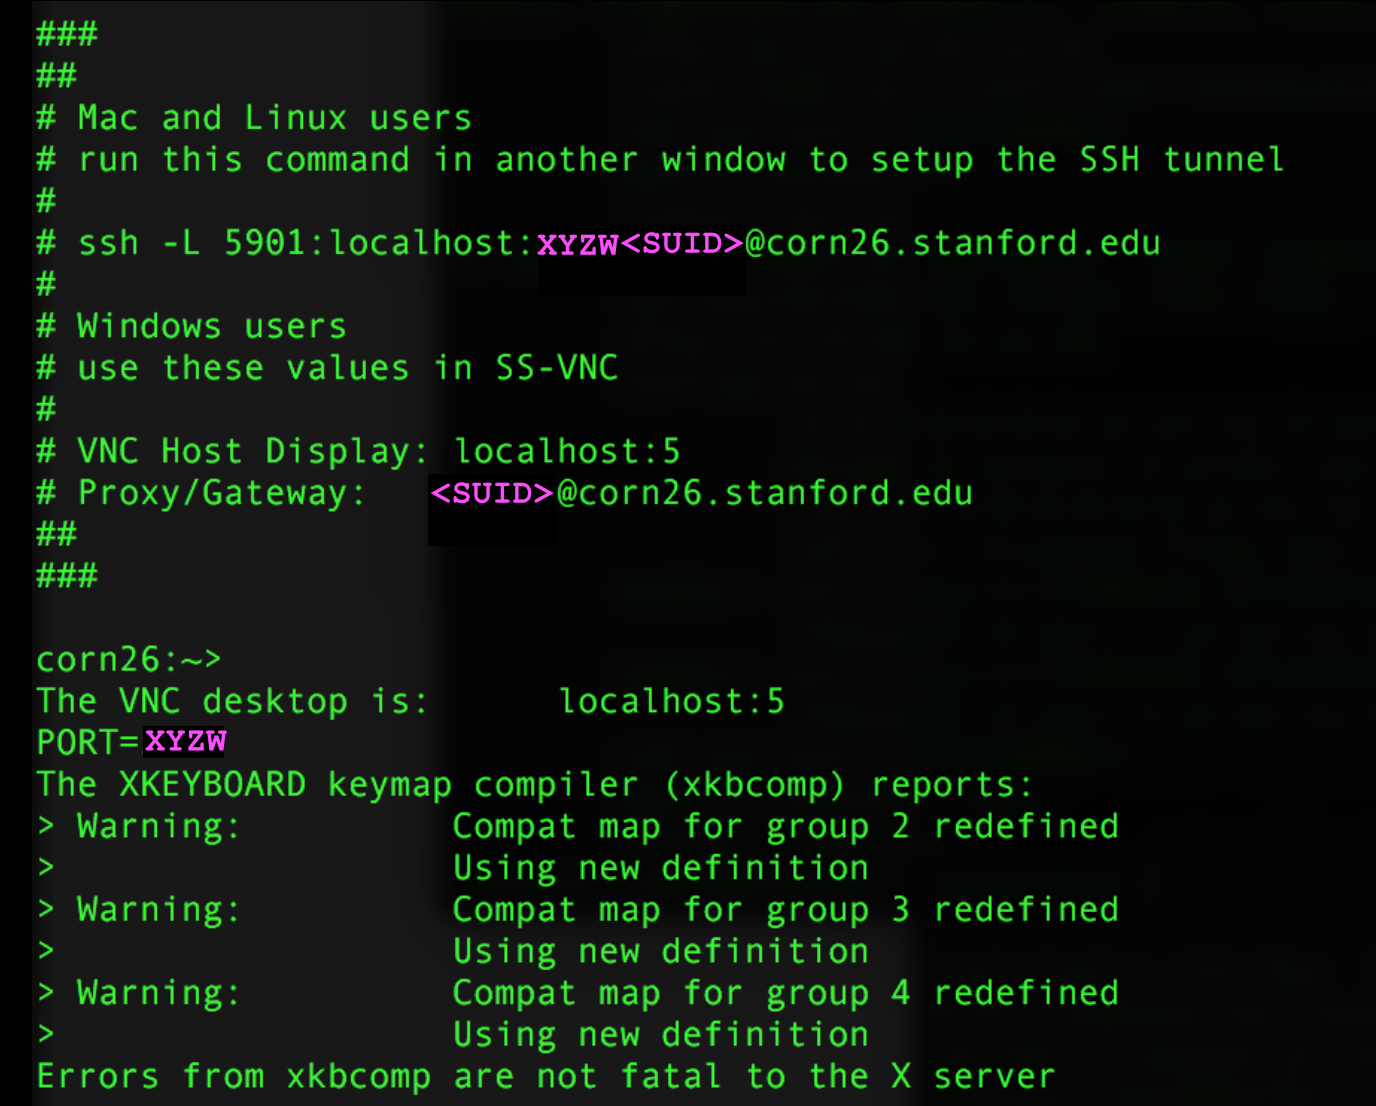 ###
##
# Mac and Linux users
# run this command in another window to setup the SSH tunnel
#
# ssh -L 5901:localhost:XYZW<SUID>@corn26.stanford.edu
#
# Windows users
# use these values in SS-VNC
#
# VNC Host Display: localhost:5
# Proxy/Gateway: <SUID>@corn26.stanford.edu
##
###
corn26:~>
The VNC desktop is: localhost:5
PORT=XYZW
The XKEYBOARD keymap compiler (xkbcomp) reports:
> Warning: Compat map for group 2 redefined
> Using new definition
> Warning: Compat map for group 3 redefined
> Using new definition
> Warning: Compat map for group 4 redefined
> Using new definition
Errors from xkbcomp are not fatal to the X server